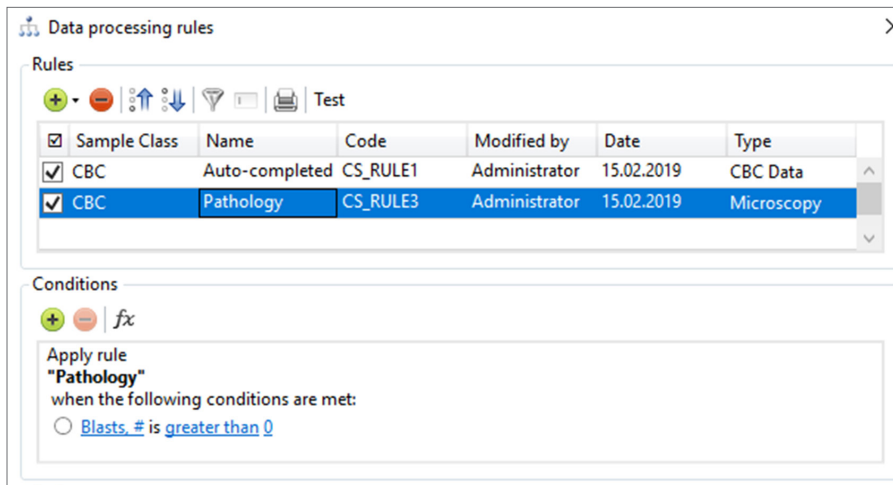 Data processing rules
Rules
Test
Sample Class Name Code Modified by Date Type
CBC Auto-completed CS_RULE1 Administrator 15.02.2019 CBC Data
CBC Pathology CS_RULE3 Administrator 15.02.2019 Microscopy
Conditions
fx
Apply rule
"Pathology"
when the following conditions are met:
Blasts, # is greater than 0